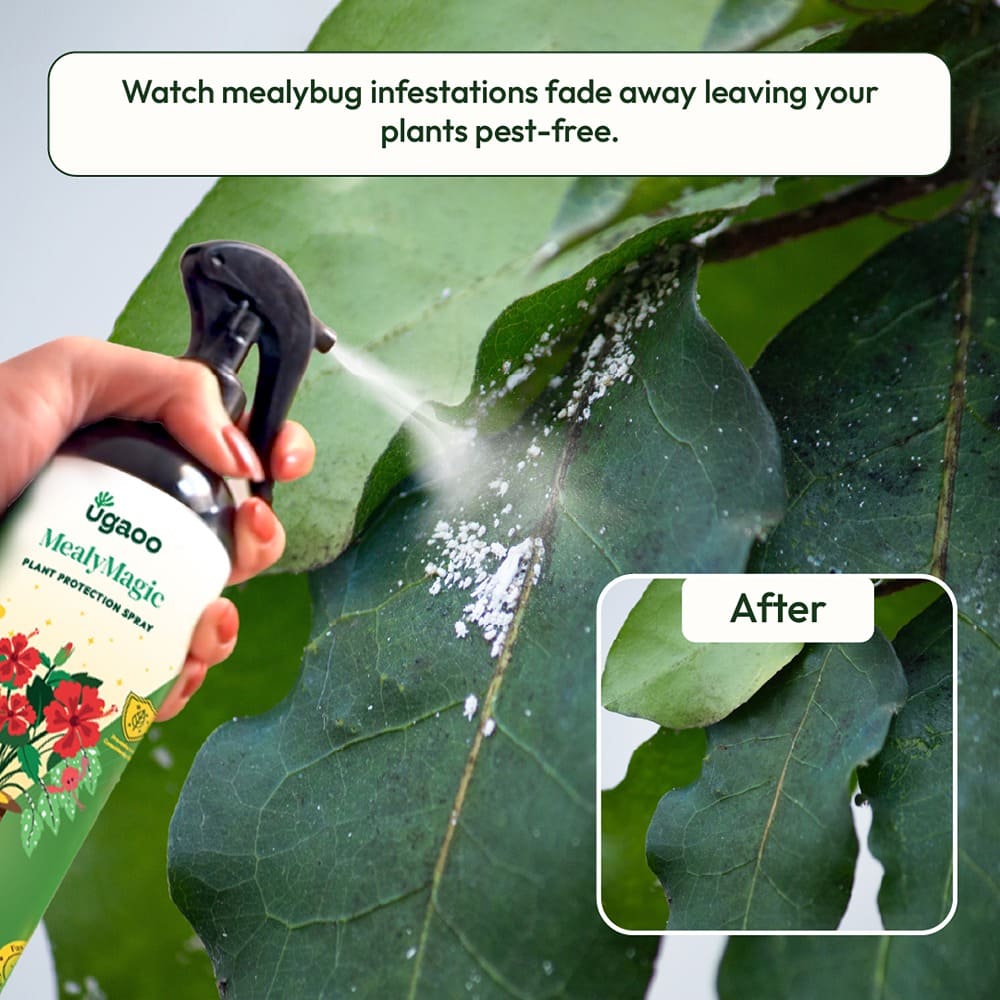 Watch mealybug infestations fade away leaving your
plants pest-free.
ugaoo
MealyMagic
PLANT PROTECTION SPRAY
After